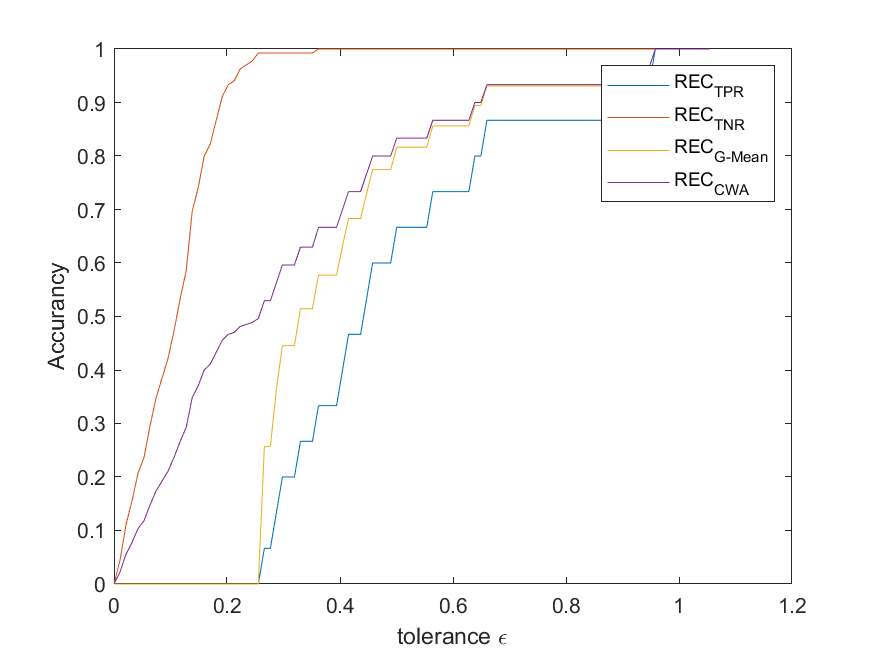 1
0.9
0.8
0.7
0.6
0.5
0.4
0.3
0.2
0.1
0
Accurancy
REC_TPR
REC_TNR
REC_G-Mean
REC_CWA
0 0.2 0.4 0.6 0.8 1 1.2
tolerance ϵ